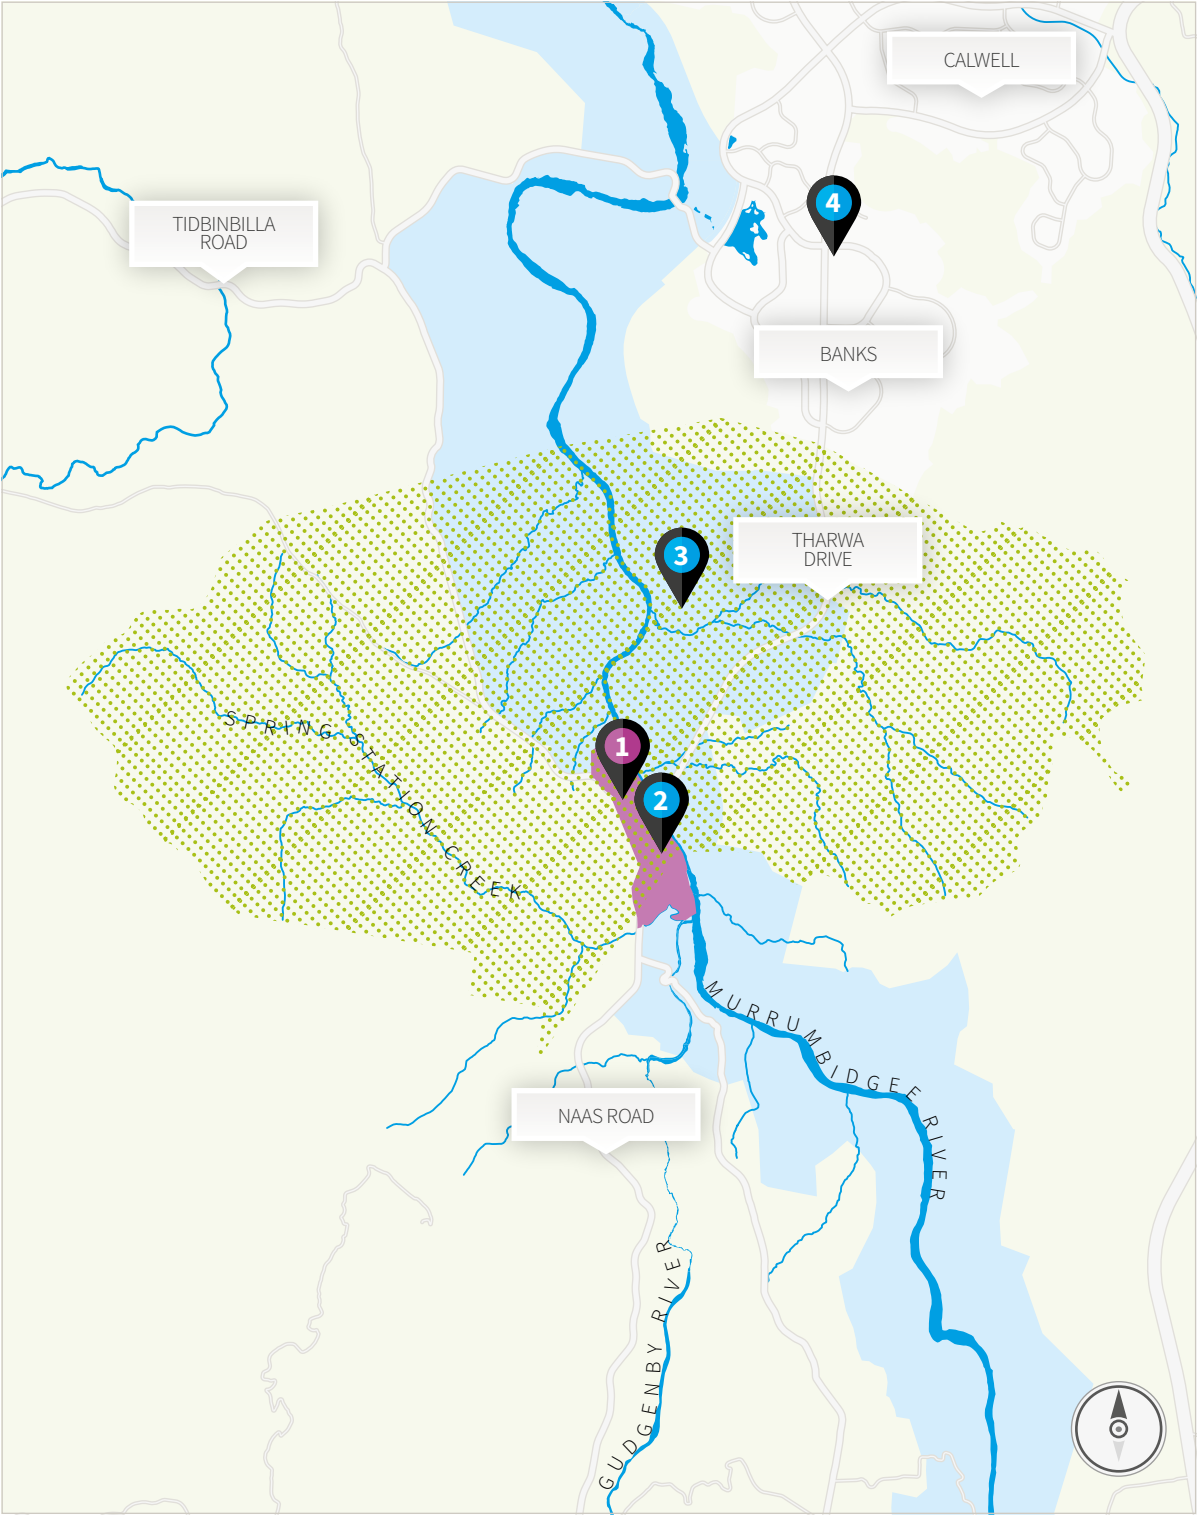 CALWELL
4
TIDBINBILLA
ROAD
BANKS
3
THARWA
DRIVE
1
2
SPRING STATION CREEK
MURRUMBIDGEE RIVER
NAAS ROAD
GUDGENBY RIVER